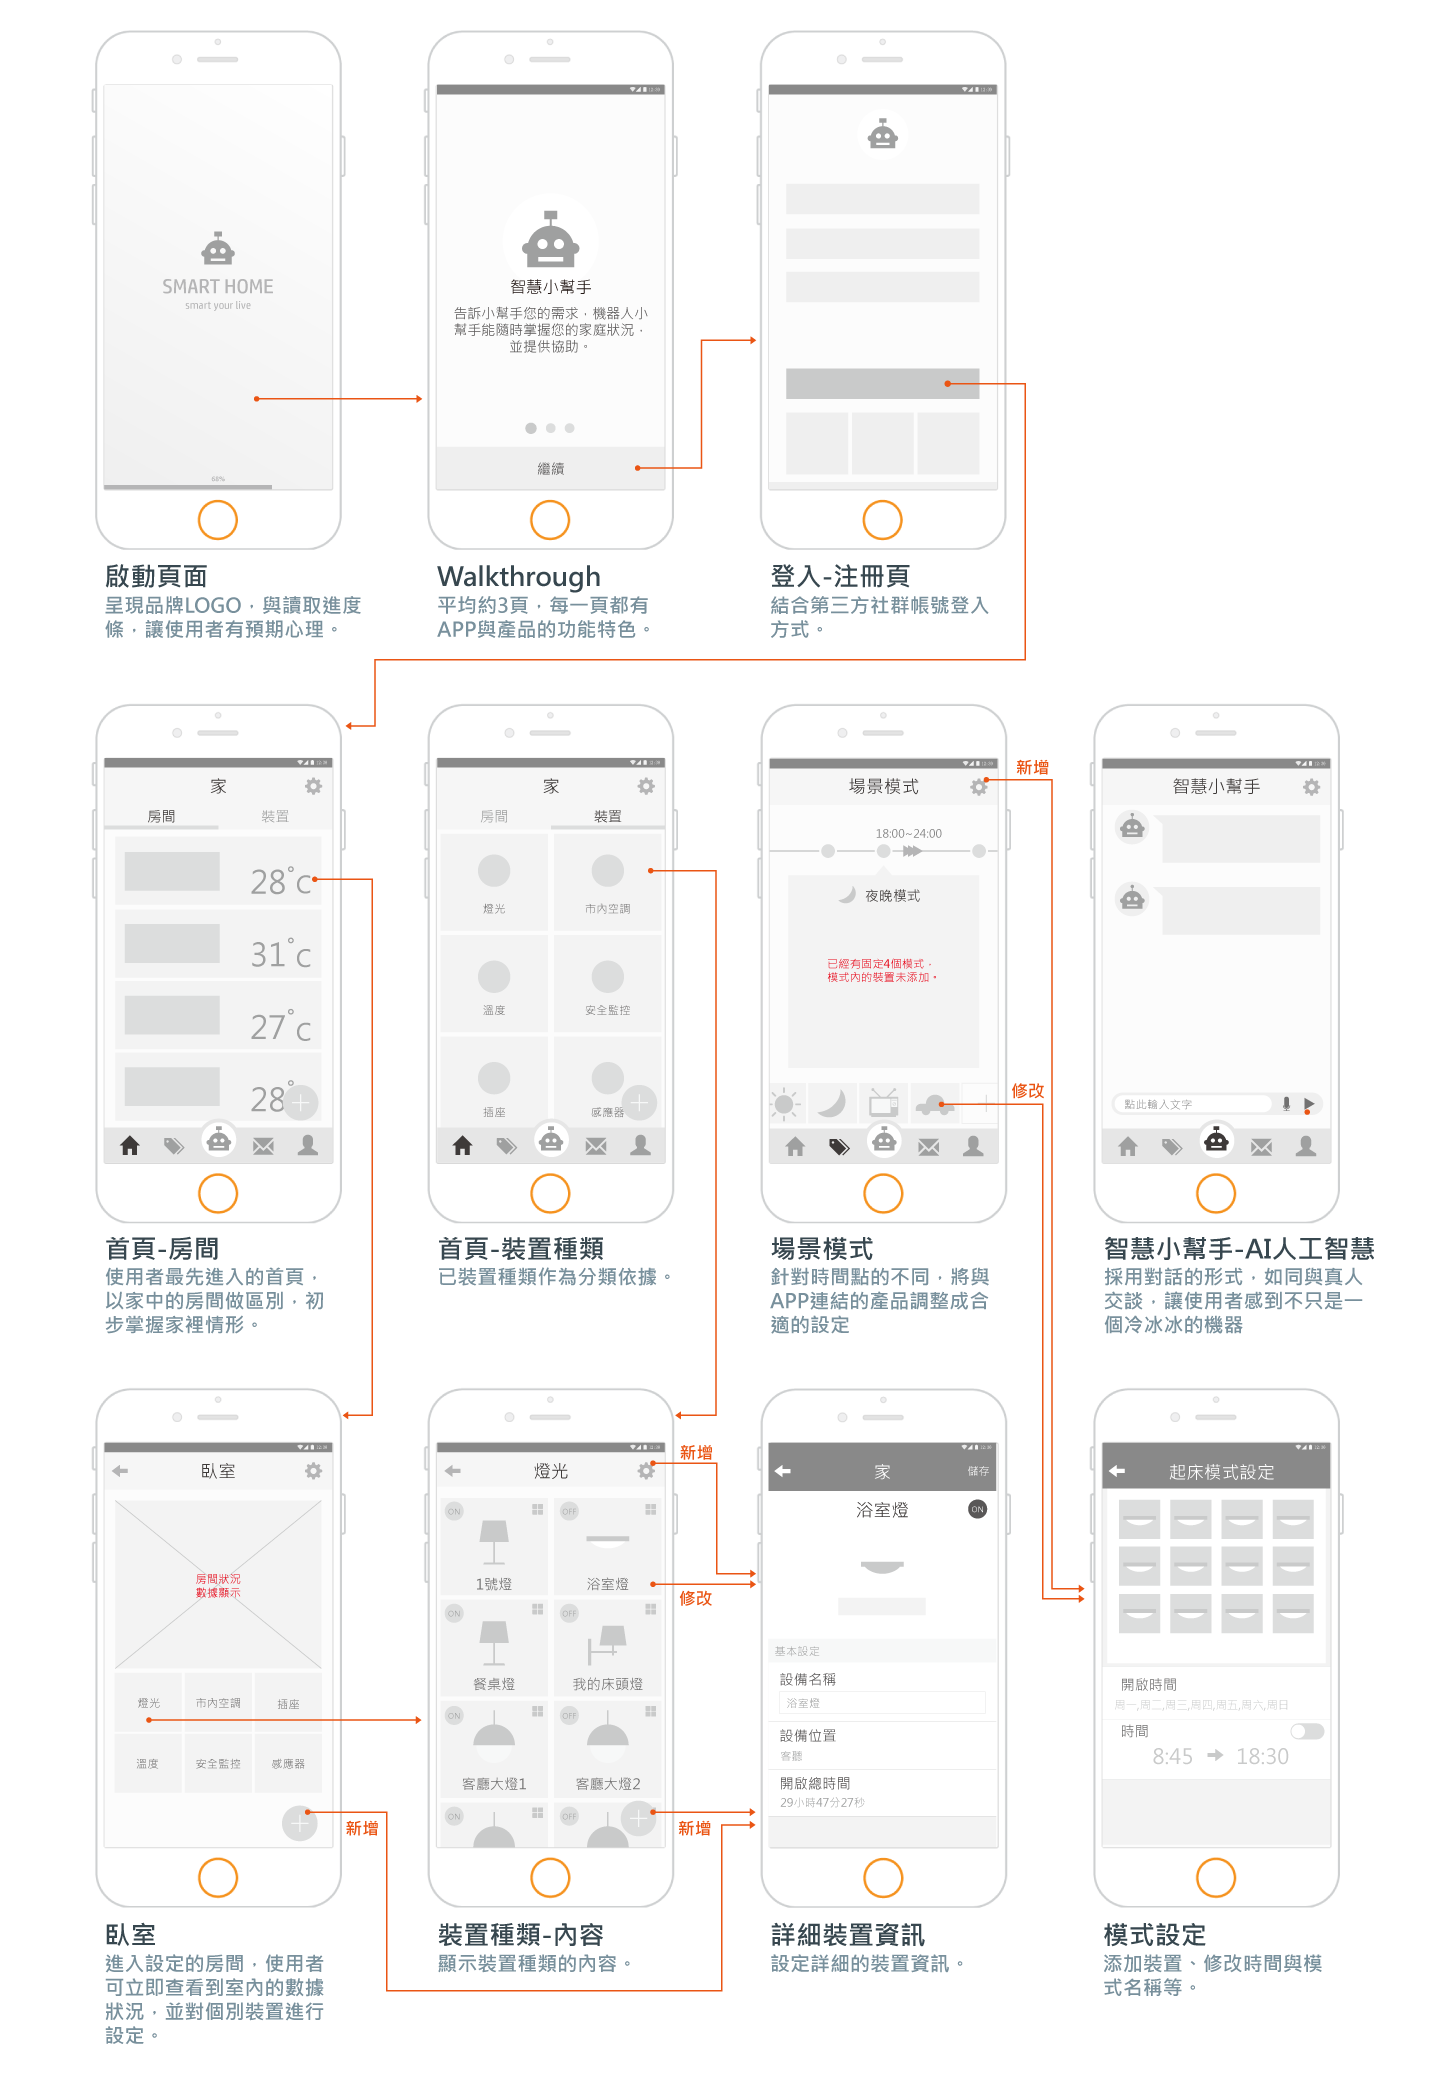 SMART HOME
smart your live
68%
啟動頁面
呈現品牌LOGO，與讀取進度
條，讓使用者有預期心理。
12:30
智慧小幫手
告訴小幫手您的需求，機器人小
幫手能隨時掌握您的家庭狀況，
並提供協助。
繼續
Walkthrough
平均約3頁，每一頁都有
APP與產品的功能特色。
12:30
登入-注冊頁
結合第三方社群帳號登入
方式。
12:30
家
房間
裝置
28°C
31°C
27°C
28°
首頁-房間
使用者最先進入的首頁，
以家中的房間做區別，初
步掌握家裡情形。
12:30
家
房間
裝置
燈光
市內空調
溫度
安全監控
插座
感應器
首頁-裝置種類
已裝置種類作為分類依據。
12:30
場景模式
新增
18:00~24:00
夜晚模式
已經有固定4個模式，
模式內的裝置未添加。
修改
場景模式
針對時間點的不同，將與
APP連結的產品調整成合
適的設定
12:30
智慧小幫手
點此輸入文字
智慧小幫手-AI人工智慧
採用對話的形式，如同與真人
交談，讓使用者感到不只是一
個冷冰冰的機器
12:30
臥室
房間狀況
數據顯示
燈光
市內空調
插座
溫度
安全監控
感應器
新增
臥室
進入設定的房間，使用者
可立即查看到室內的數據
狀況，並對個別裝置進行
設定。
12:30
燈光
新增
ON
OFF
1號燈
浴室燈
修改
ON
OFF
餐桌燈
我的床頭燈
ON
OFF
客廳大燈1
客廳大燈2
ON
OFF
新增
裝置種類-內容
顯示裝置種類的內容。
12:30
家
儲存
浴室燈
ON
基本設定
設備名稱
浴室燈
設備位置
客聽
開啟總時間
29小時47分27秒
詳細裝置資訊
設定詳細的裝置資訊。
12:30
起床模式設定
開啟時間
周一,周二,周三,周四,周五,周六,周日
時間
8:45
18:30
模式設定
添加裝置、修改時間與模
式名稱等。